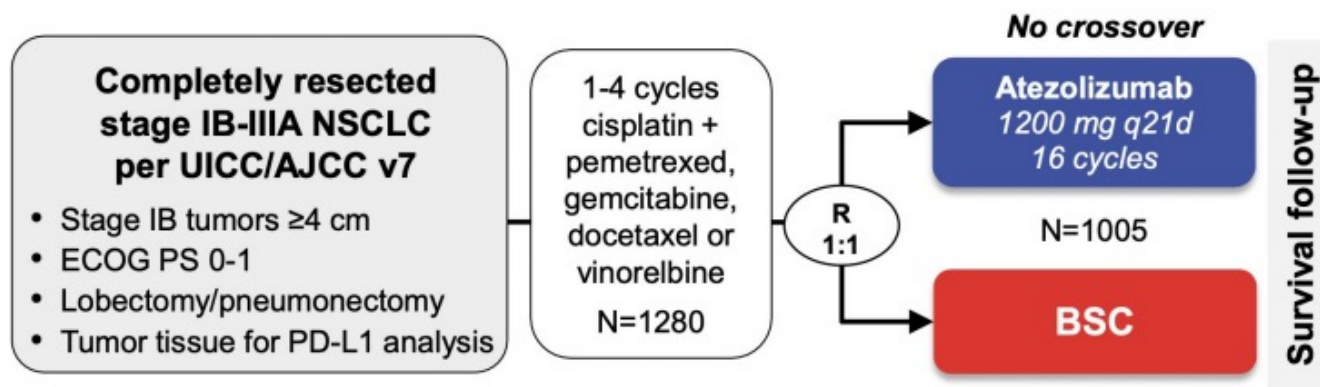 Completely resected
stage IB-IIIA NSCLC
per UICC/AJCC v7
• Stage IB tumors ≥4 cm
• ECOG PS 0-1
• Lobectomy/pneumonectomy
• Tumor tissue for PD-L1 analysis
1-4 cycles
cisplatin +
pemetrexed,
gemcitabine,
docetaxel or
vinorelbine
N=1280
R
1:1
No crossover
Atezolizumab
1200 mg q21d
16 cycles
N=1005
BSC
Survival follow-up